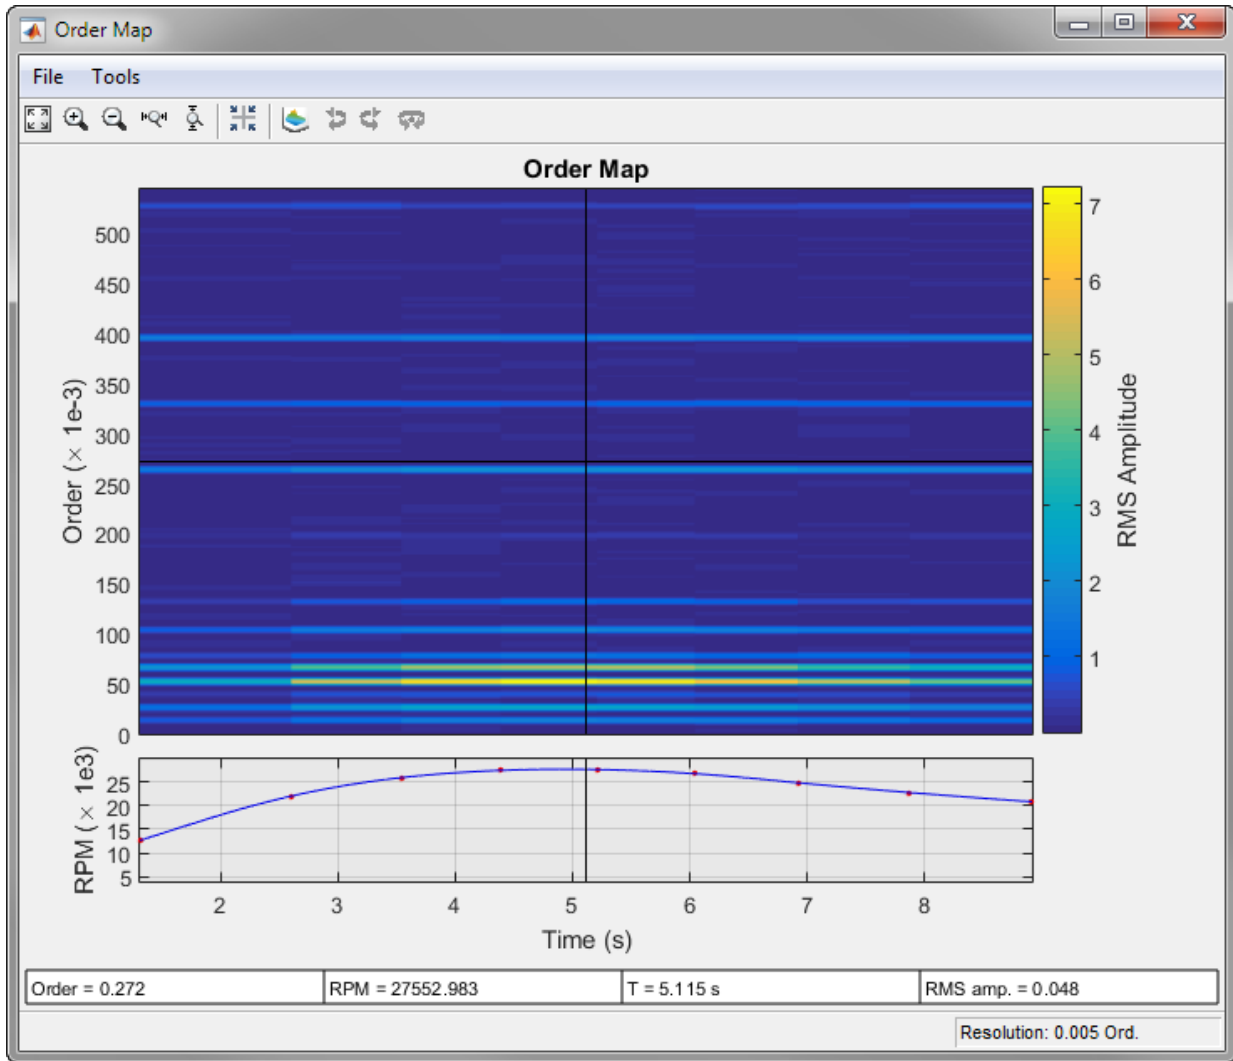 Order Map
File Tools
Order Map
Order (× 1e-3)
500
450
400
350
300
250
200
150
100
50
0
7
6
5
4
3
2
1
RMS Amplitude
RPM (× 1e3)
25
20
15
10
5
2 3 4 5 6 7 8
Time (s)
Order = 0.272 RPM = 27552.983 T = 5.115 s RMS amp. = 0.048
Resolution: 0.005 Ord.